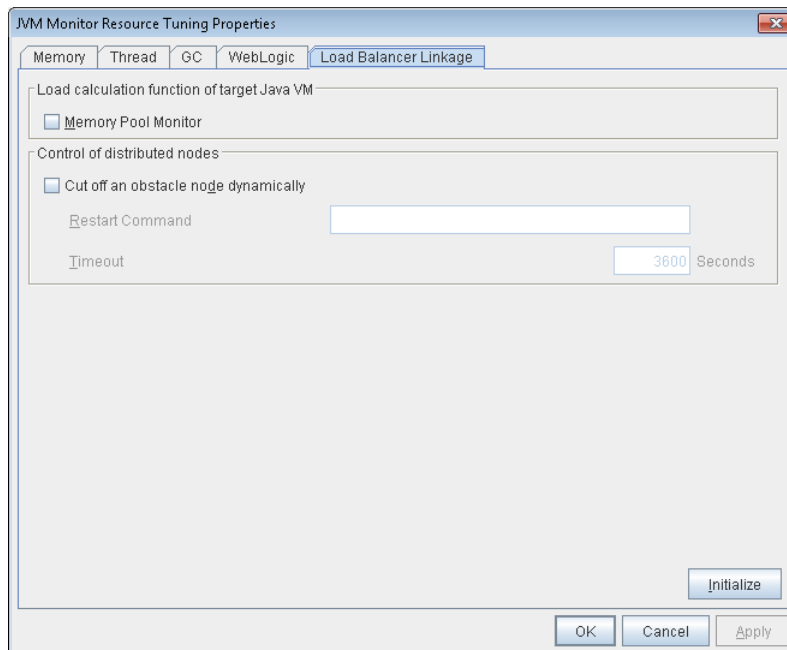 JVM Monitor Resource Tuning Properties
Memory Thread GC WebLogic Load Balancer Linkage
Load calculation function of target Java VM
Memory Pool Monitor
Control of distributed nodes
Cut off an obstacle node dynamically
Restart Command
Timeout 3600 Seconds
Initialize
OK Cancel Apply